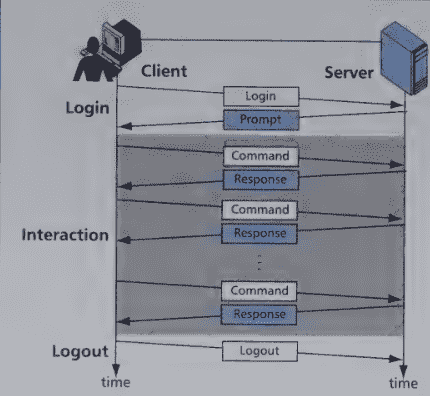 Client
Server
Login
Login
Prompt
Command
Response
Command
Response
Interaction
⋮
Command
Response
Logout
Logout
time
time